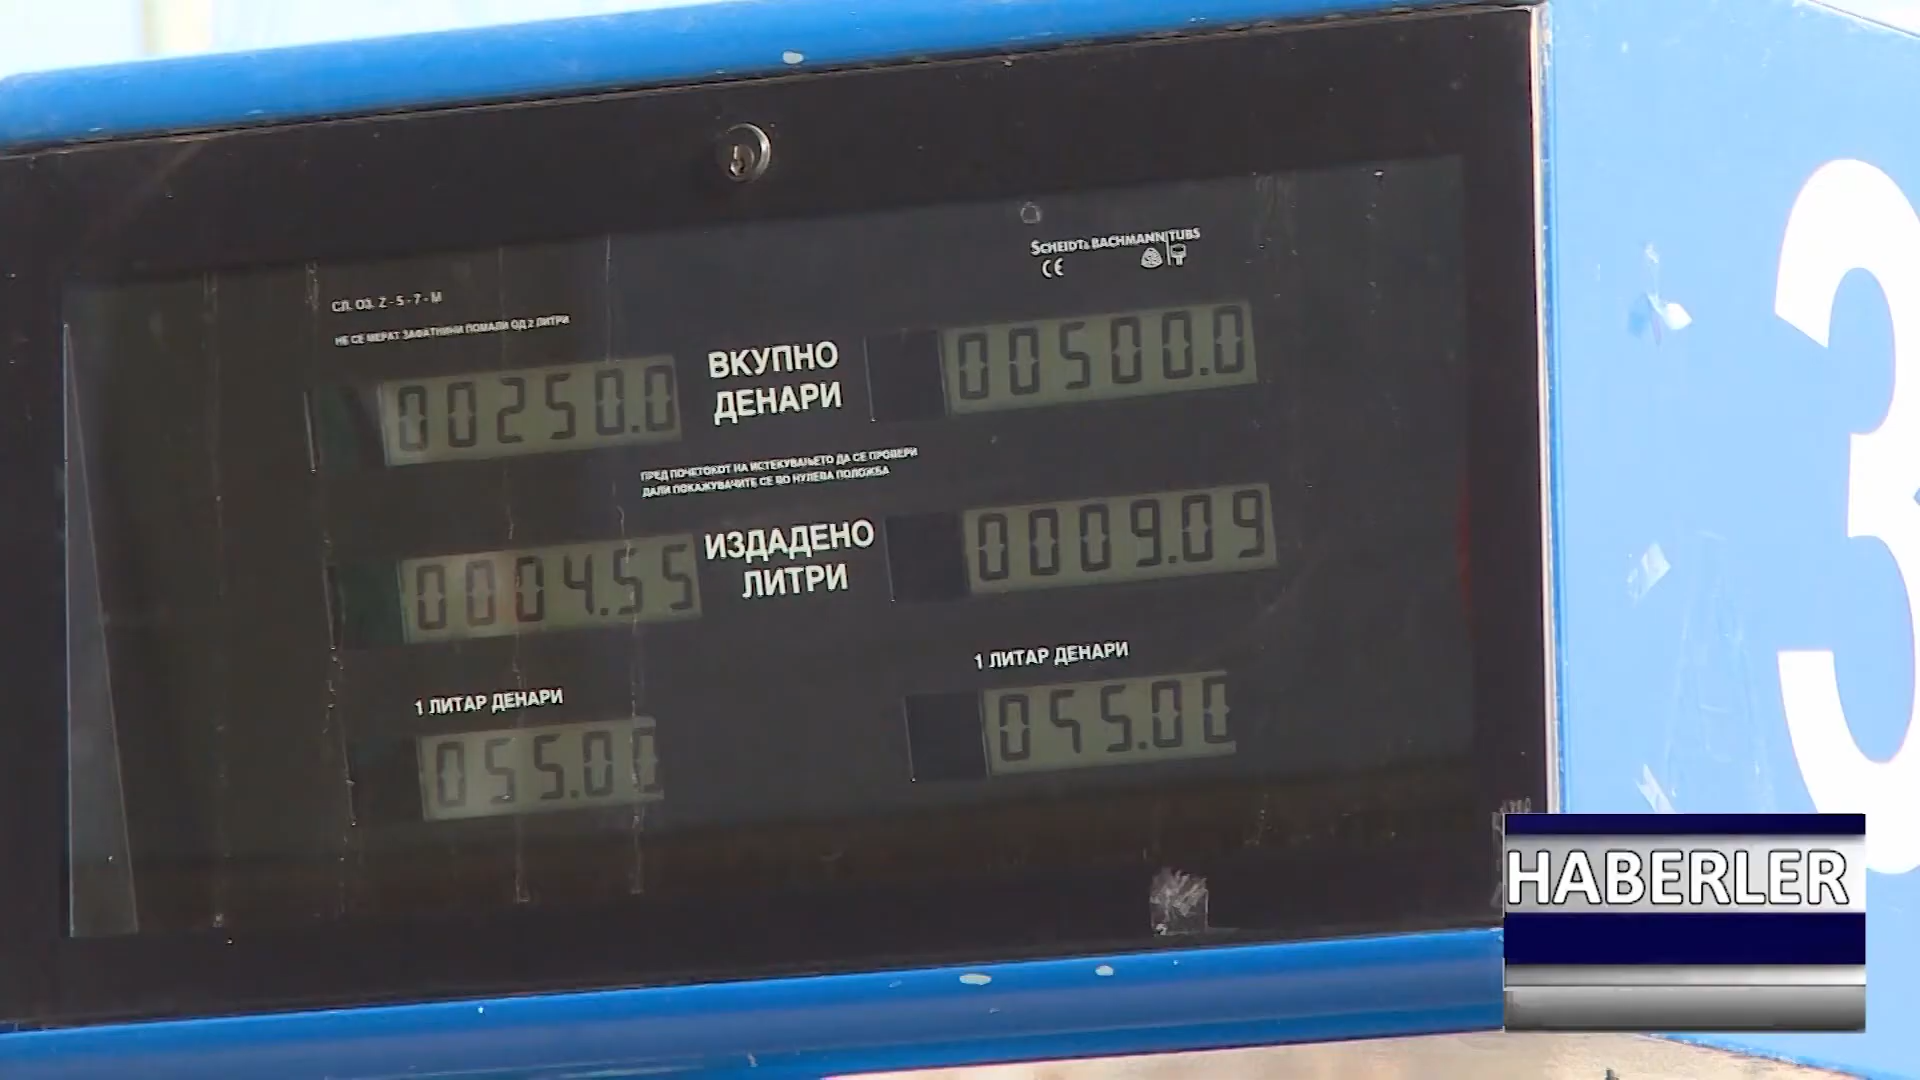 SCHEIDT & BACHMANN TUBS
CE
СЛ. ОЗ. Z - 5 - 7 - M
НЕ СЕ МЕРАТ ЗАФАТНИНИ ПОМАЛИ ОД 2 ЛИТРИ
00250.0
ВКУПНО
ДЕНАРИ
00500.0
ПРЕД ПОЧЕТОКОТ НА ИСТЕКУВАЊЕТО ДА СЕ ПРОВЕРИ
ДАЛИ ПОКАЖУВАЧИТЕ СЕ ВО НУЛЕВА ПОЛОЖБА
0004.55
ИЗДАДЕНО
ЛИТРИ
0009.09
1 ЛИТАР ДЕНАРИ
055.00
1 ЛИТАР ДЕНАРИ
055.00
3
HABERLER